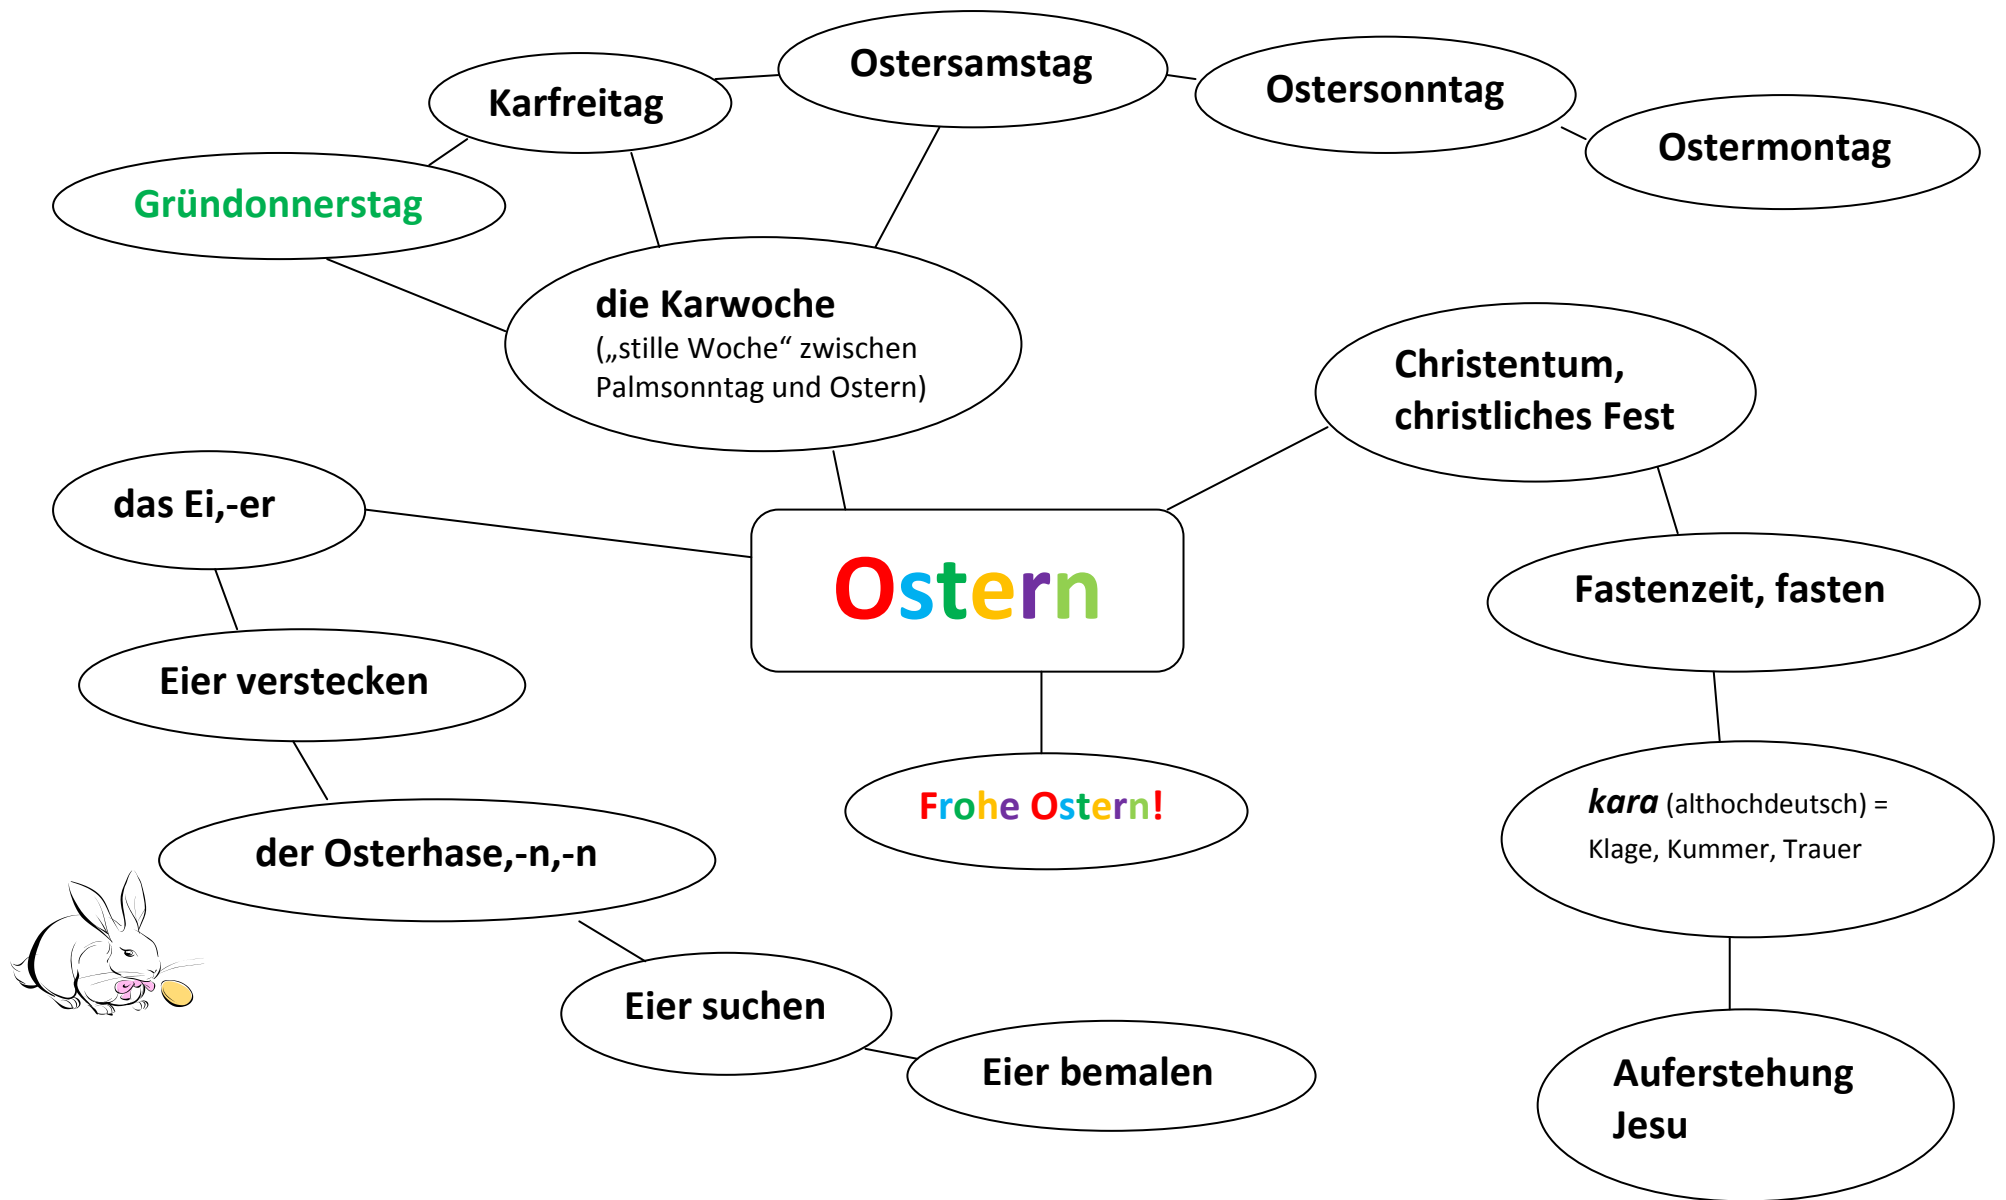 Ostersamstag
Karfreitag
Ostersonntag
Ostermontag
Gründonnerstag
die Karwoche
(„stille Woche“ zwischen
Palmsonntag und Ostern)
Christentum,
christliches Fest
das Ei,-er
Ostern
Fastenzeit, fasten
Eier verstecken
Frohe Ostern!
kara (althochdeutsch) =
Klage, Kummer, Trauer
der Osterhase,-n,-n
Eier suchen
Eier bemalen
Auferstehung
Jesu